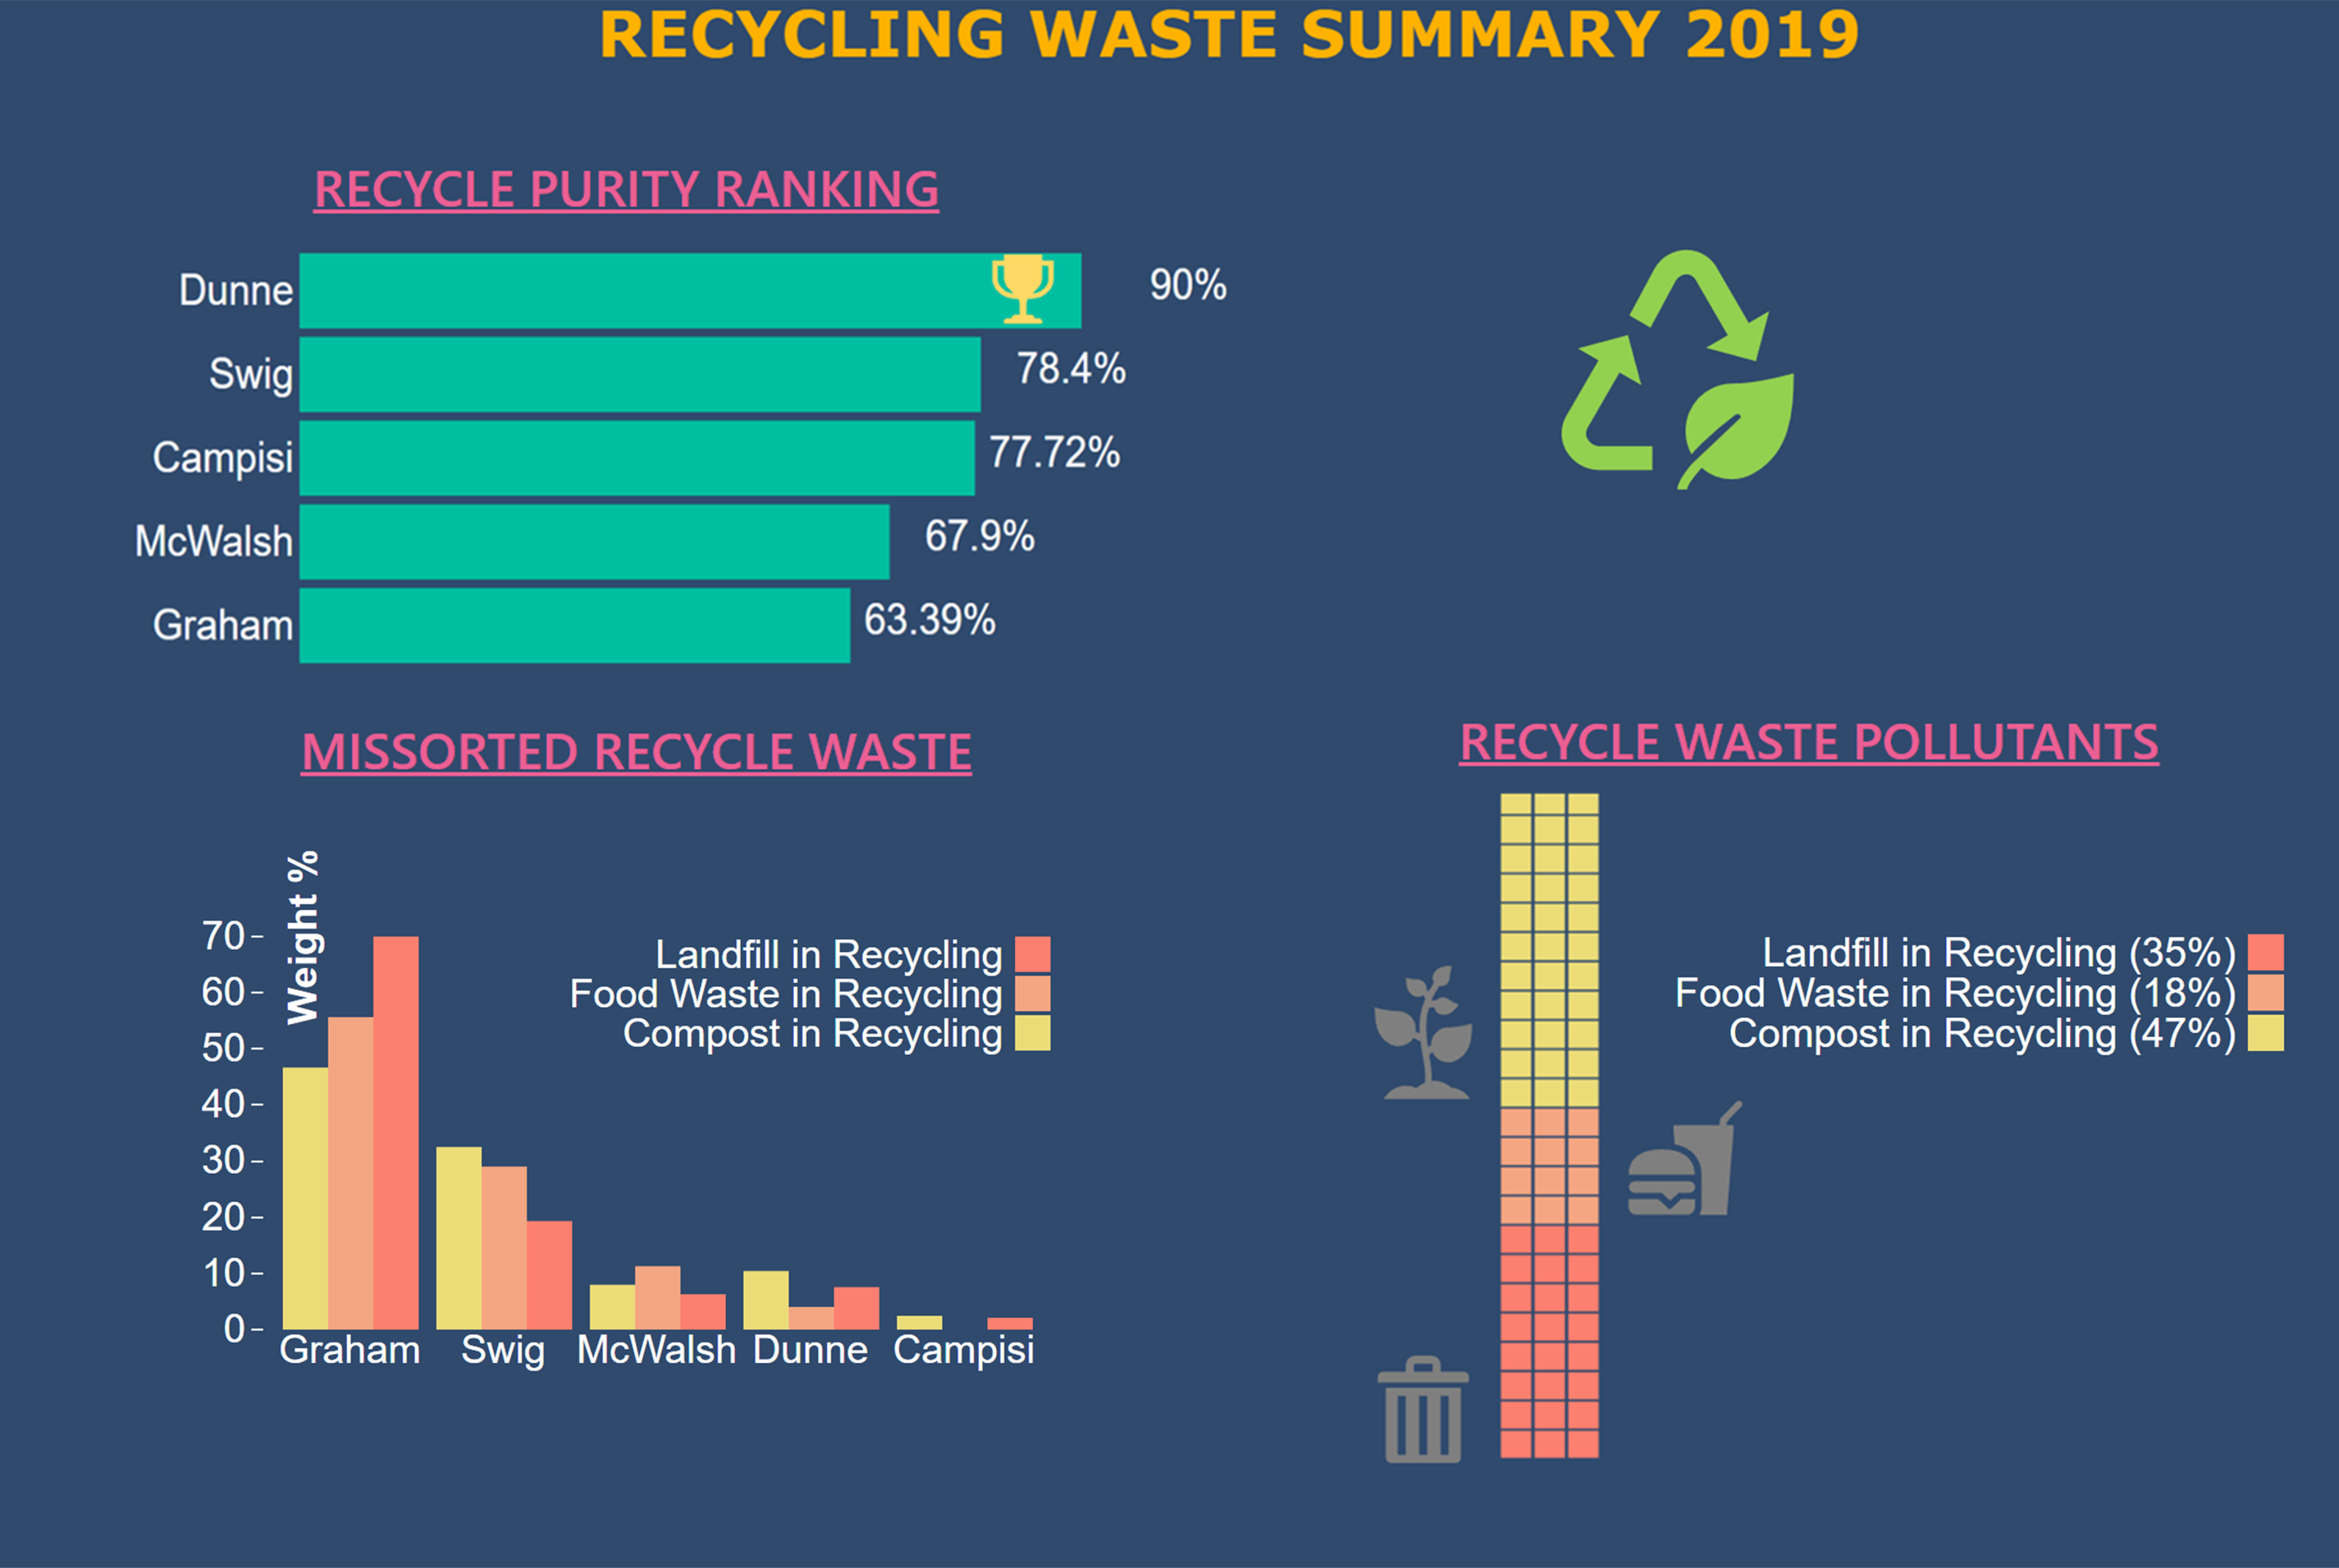 RECYCLING WASTE SUMMARY 2019
RECYCLE PURITY RANKING
Dunne 90%
Swig 78.4%
Campisi 77.72%
McWalsh 67.9%
Graham 63.39%
MISSORTED RECYCLE WASTE
Weight %
70
60
50
40
30
20
10
0
Landfill in Recycling
Food Waste in Recycling
Compost in Recycling
Graham Swig McWalsh Dunne Campisi
RECYCLE WASTE POLLUTANTS
Landfill in Recycling (35%)
Food Waste in Recycling (18%)
Compost in Recycling (47%)